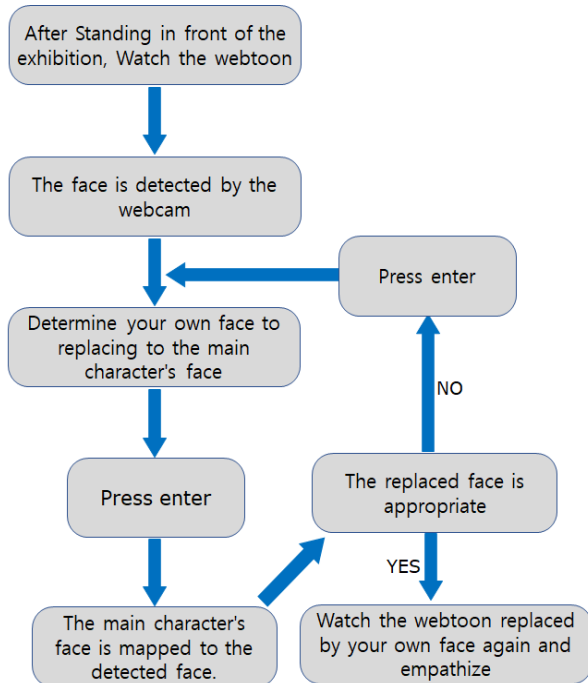 After Standing in front of the
exhibition, Watch the webtoon
The face is detected by the
webcam
Press enter
Determine your own face to
replacing to the main
character's face
NO
Press enter
The replaced face is
appropriate
YES
The main character's
face is mapped to the
detected face.
Watch the webtoon replaced
by your own face again and
empathize